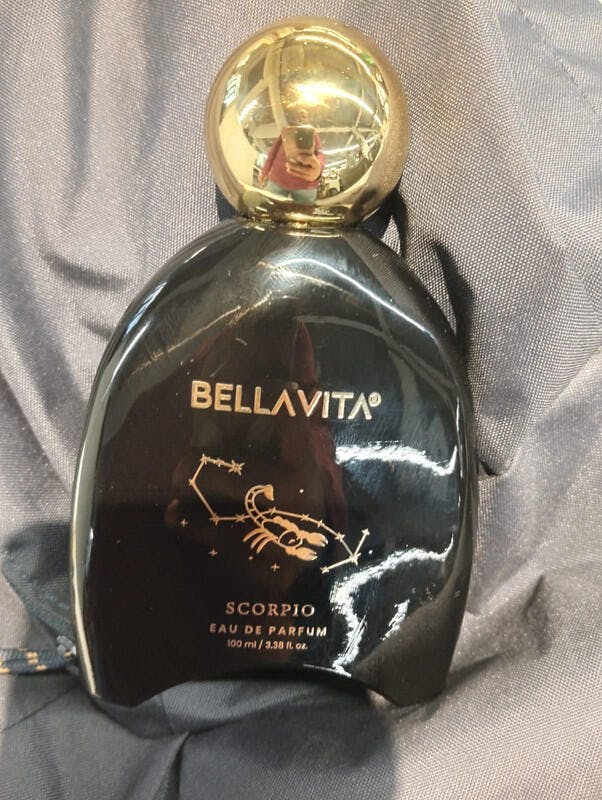 BELLAVITA®
SCORPIO
EAU DE PARFUM
100 ml / 3.38 fl. oz.